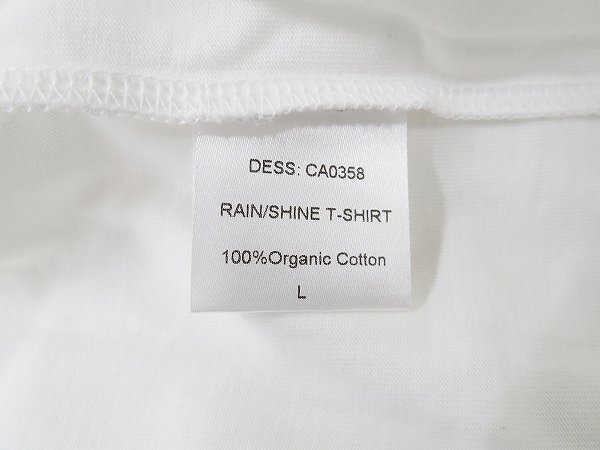 DESS: CA0358
RAIN/SHINE T-SHIRT
100%Organic Cotton
L